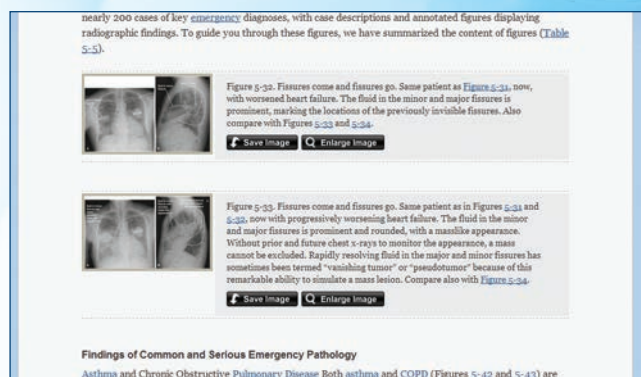 nearly 200 cases of key emergency diagnoses, with case descriptions and annotated figures displaying
radiographic findings. To guide you through these figures, we have summarized the content of figures (Table
5-5).
Figure 5-32. Fissures come and fissures go. Same patient as Figure 5-31, now,
with worsened heart failure. The fluid in the minor and major fissures is
prominent, marking the locations of the previously invisible fissures. Also
compare with Figures 5-33 and 5-34.
Save Image Enlarge Image
Figure 5-33. Fissures come and fissures go. Same patient as in Figures 5-31 and
5-32, now with progressively worsening heart failure. The fluid in the minor
and major fissures is prominent and rounded, with a masslike appearance.
Without prior and future chest x-rays to monitor the appearance, a mass
cannot be excluded. Rapidly resolving fluid in the major and minor fissures has
sometimes been termed “vanishing tumor” or “pseudotumor” because of this
remarkable ability to simulate a mass lesion. Compare also with Figure 5-34.
Save Image Enlarge Image
Findings of Common and Serious Emergency Pathology
Asthma and Chronic Obstructive Pulmonary Disease Both asthma and COPD (Figures 5-42 and 5-43) are